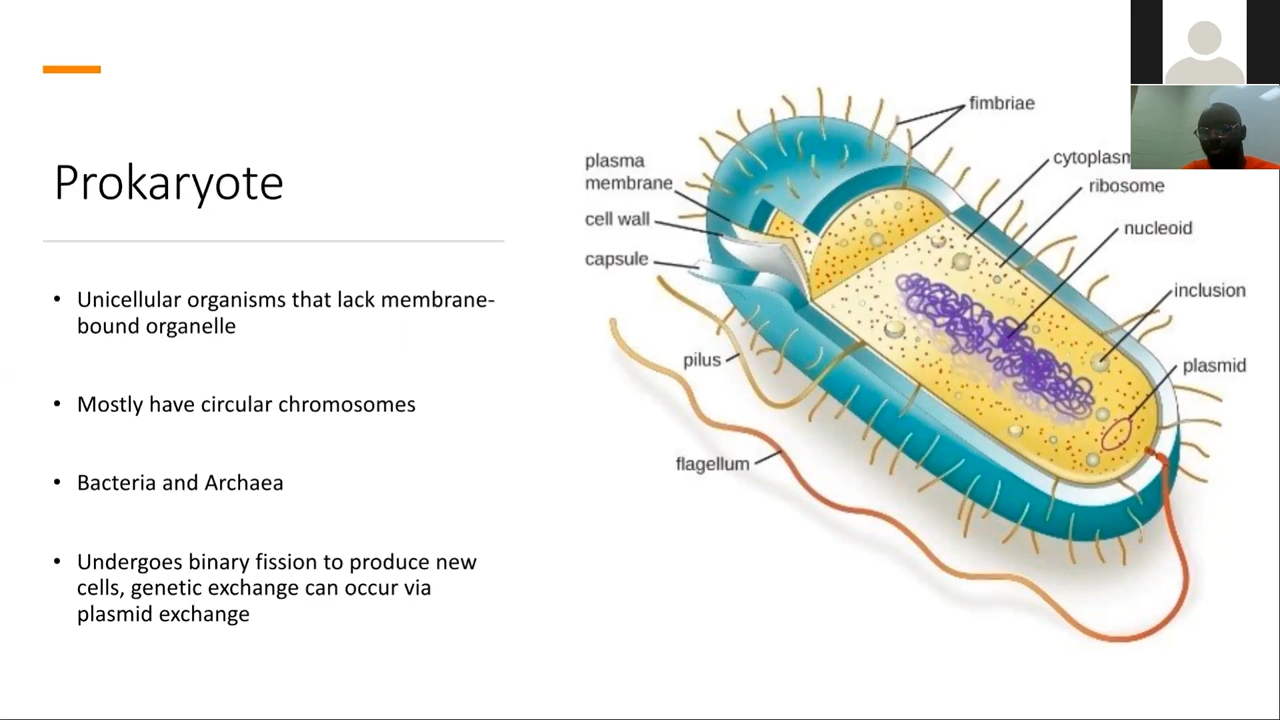 Prokaryote
• Unicellular organisms that lack membrane-
bound organelle
• Mostly have circular chromosomes
• Bacteria and Archaea
• Undergoes binary fission to produce new
cells, genetic exchange can occur via
plasmid exchange
fimbriae
plasma
membrane
cytoplasm
ribosome
cell wall
nucleoid
capsule
inclusion
pilus
plasmid
flagellum